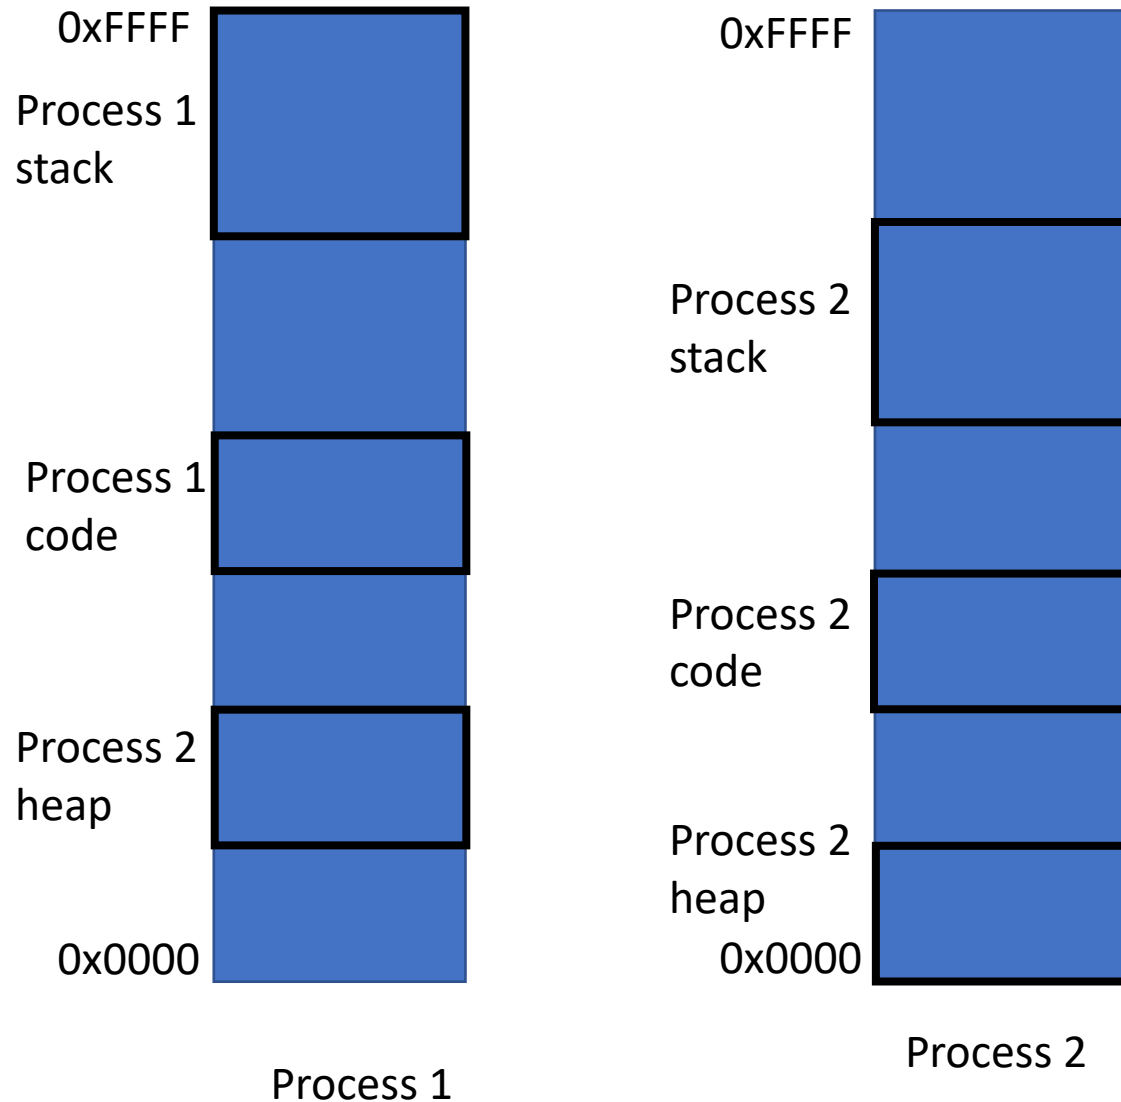 0xFFFF
Process 1
stack
Process 1
code
Process 2
heap
0x0000
Process 1
0xFFFF
Process 2
stack
Process 2
code
Process 2
heap
0x0000
Process 2